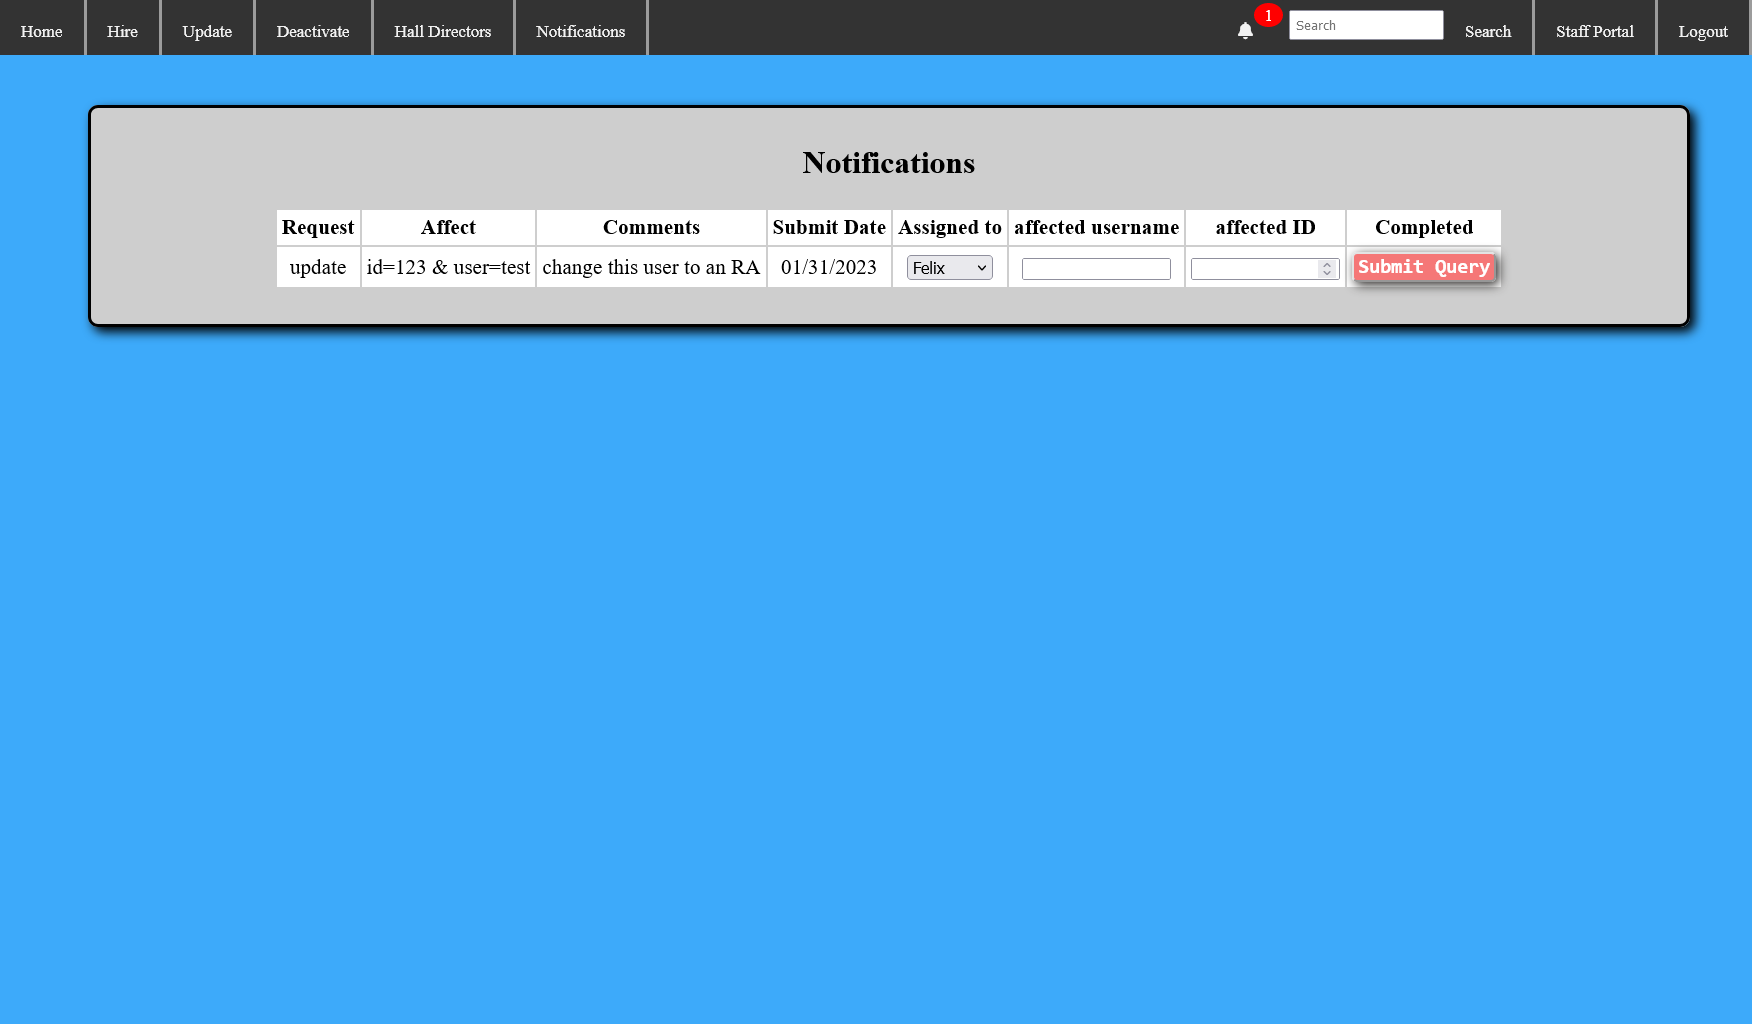 Home Hire Update Deactivate Hall Directors Notifications 1 Search Search Staff Portal Logout
Notifications
Request Affect Comments Submit Date Assigned to affected username affected ID Completed
update id=123 & user=test change this user to an RA 01/31/2023 Felix Submit Query